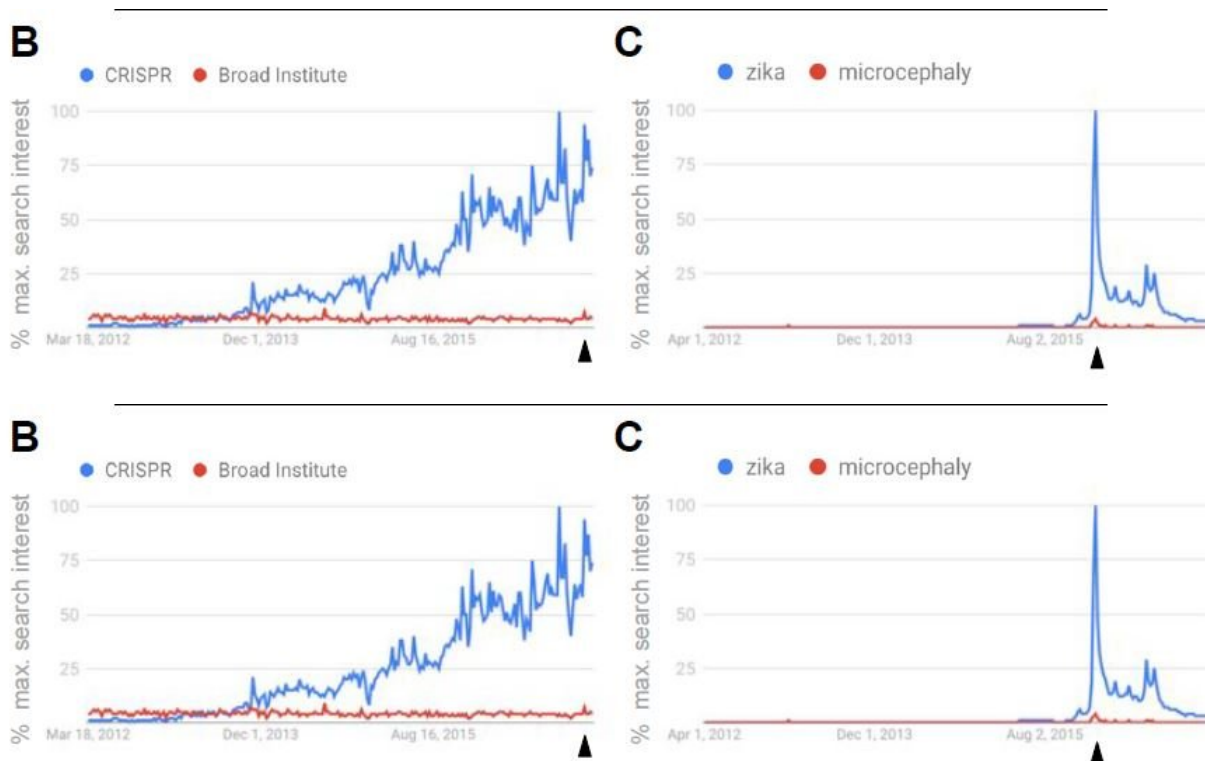 B
C
CRISPR Broad Institute
zika microcephaly
% max. search interest
100
75
50
25
Mar 18, 2012 Dec 1, 2013 Aug 16, 2015
% max. search interest
100
75
50
25
Apr 1, 2012 Dec 1, 2013 Aug 2, 2015
B
C
CRISPR Broad Institute
zika microcephaly
% max. search interest
100
75
50
25
Mar 18, 2012 Dec 1, 2013 Aug 16, 2015
% max. search interest
100
75
50
25
Apr 1, 2012 Dec 1, 2013 Aug 2, 2015